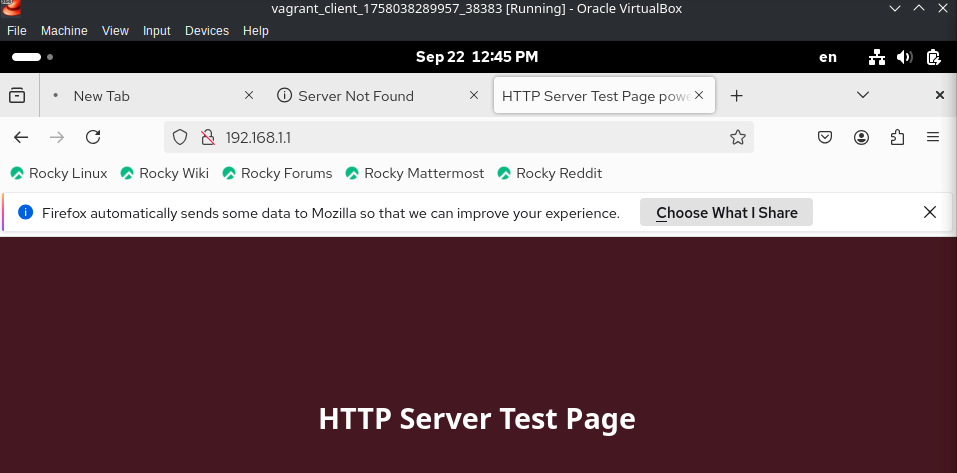 vagrant_client_1758038289957_38383 [Running] - Oracle VirtualBox
File Machine View Input Devices Help
Sep 22 12:45 PM en
New Tab Server Not Found HTTP Server Test Page powe
192.168.1.1
Rocky Linux Rocky Wiki Rocky Forums Rocky Mattermost Rocky Reddit
Firefox automatically sends some data to Mozilla so that we can improve your experience. Choose What I Share
HTTP Server Test Page